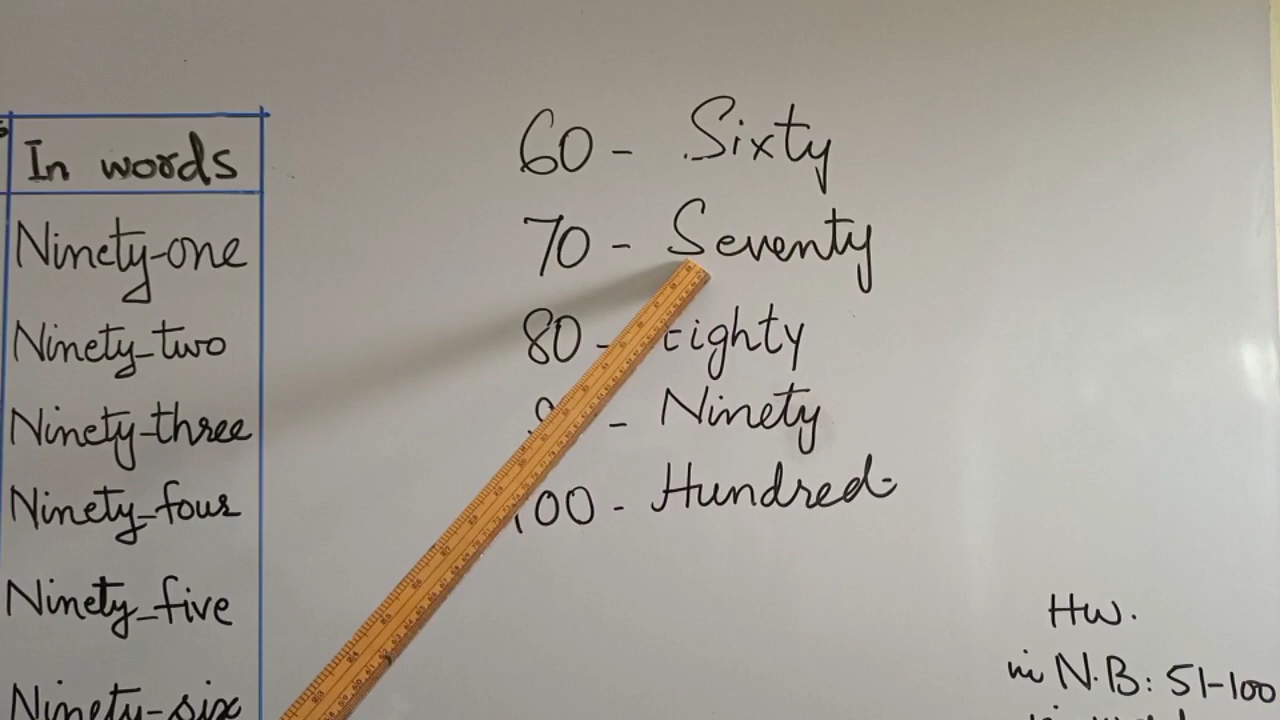 In words
Ninety-one
Ninety-two
Ninety-three
Ninety-four
Ninety-five
Ninety-six
60 - Sixty
70 - Seventy
80 - Eighty
- Ninety
100 - Hundred
HW.
in N.B: 51-100